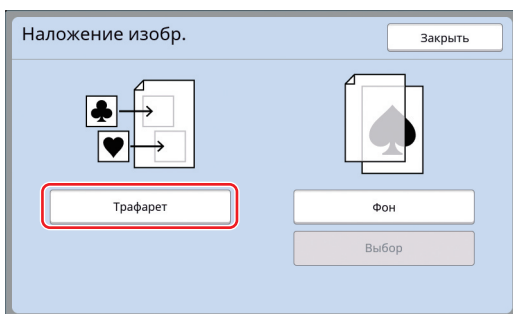 Наложение изобр.
Закрыть
Трафарет
Фон
Выбор